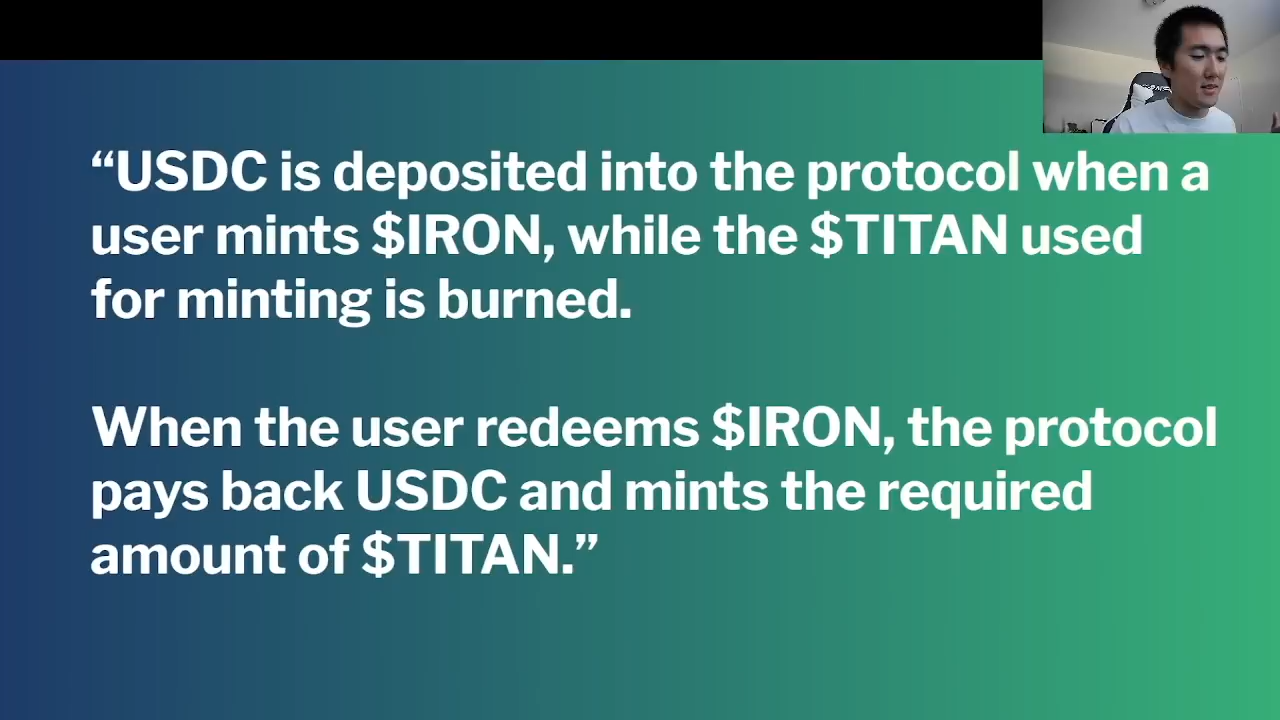 “USDC is deposited into the protocol when a
user mints $IRON, while the $TITAN used
for minting is burned.
When the user redeems $IRON, the protocol
pays back USDC and mints the required
amount of $TITAN.”